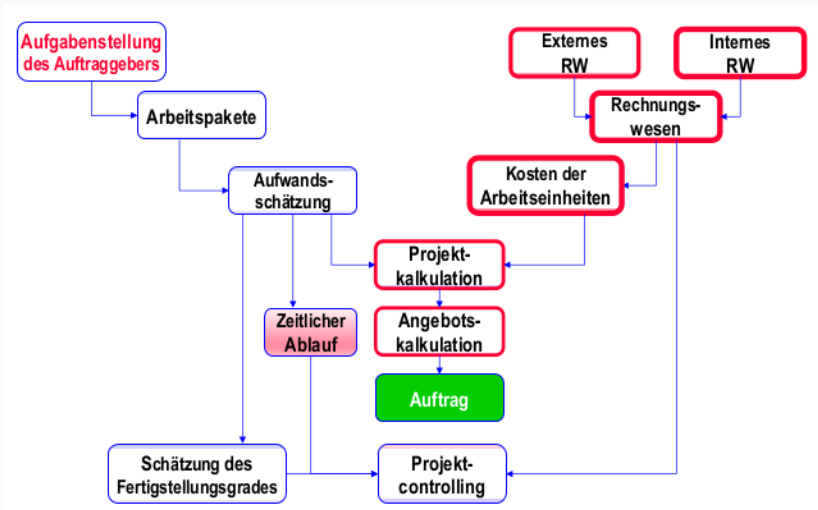 Aufgabenstellung
des Auftraggebers
Externes
RW
Internes
RW
Arbeitspakete
Rechnungs-
wesen
Aufwands-
schätzung
Kosten der
Arbeitseinheiten
Projekt-
kalkulation
Zeitlicher
Ablauf
Angebots-
kalkulation
Auftrag
Schätzung des
Fertigstellungsgrades
Projekt-
controlling